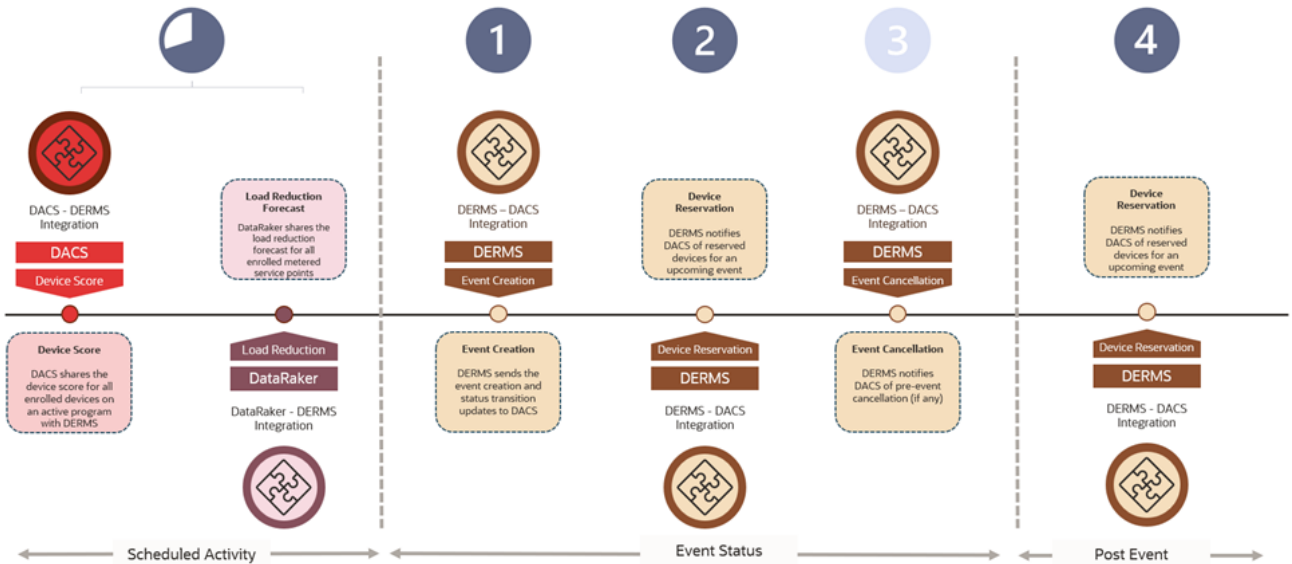 1
2
3
4
DACS - DERMS
Integration
DACS
Device Score
Device Score
DACS shares the
device score for all
enrolled devices on
an active program
with DERMS
Load Reduction
Forecast
DataRaker shares the
load reduction
forecast for all
enrolled metered
service points
Load Reduction
DataRaker
DataRaker - DERMS
Integration
DERMS – DACS
Integration
DERMS
Event Creation
Event Creation
DERMS sends the
event creation and
status transition
updates to DACS
Device
Reservation
DERMS notifies
DACS of reserved
devices for an
upcoming event
Device Reservation
DERMS
DERMS - DACS
Integration
DERMS – DACS
Integration
DERMS
Event Cancellation
Event Cancellation
DERMS notifies
DACS of pre-event
cancellation (if any)
Device
Reservation
DERMS notifies
DACS of reserved
devices for an
upcoming event
Device Reservation
DERMS
DERMS - DACS
Integration
Scheduled Activity
Event Status
Post Event